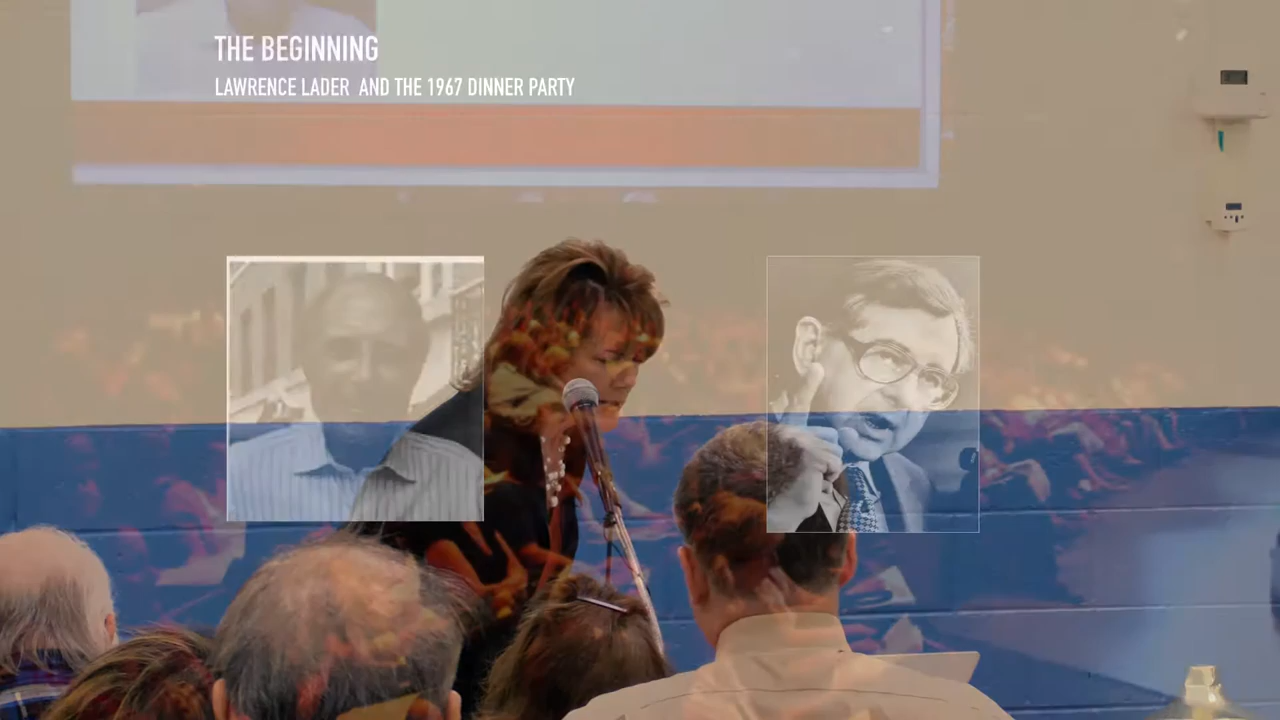 THE BEGINNING
LAWRENCE LADER AND THE 1967 DINNER PARTY